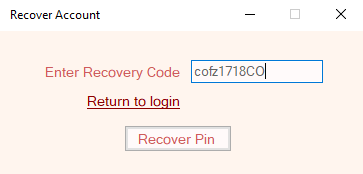 Recover Account
Enter Recovery Code cofz1718CO
Return to login
Recover Pin